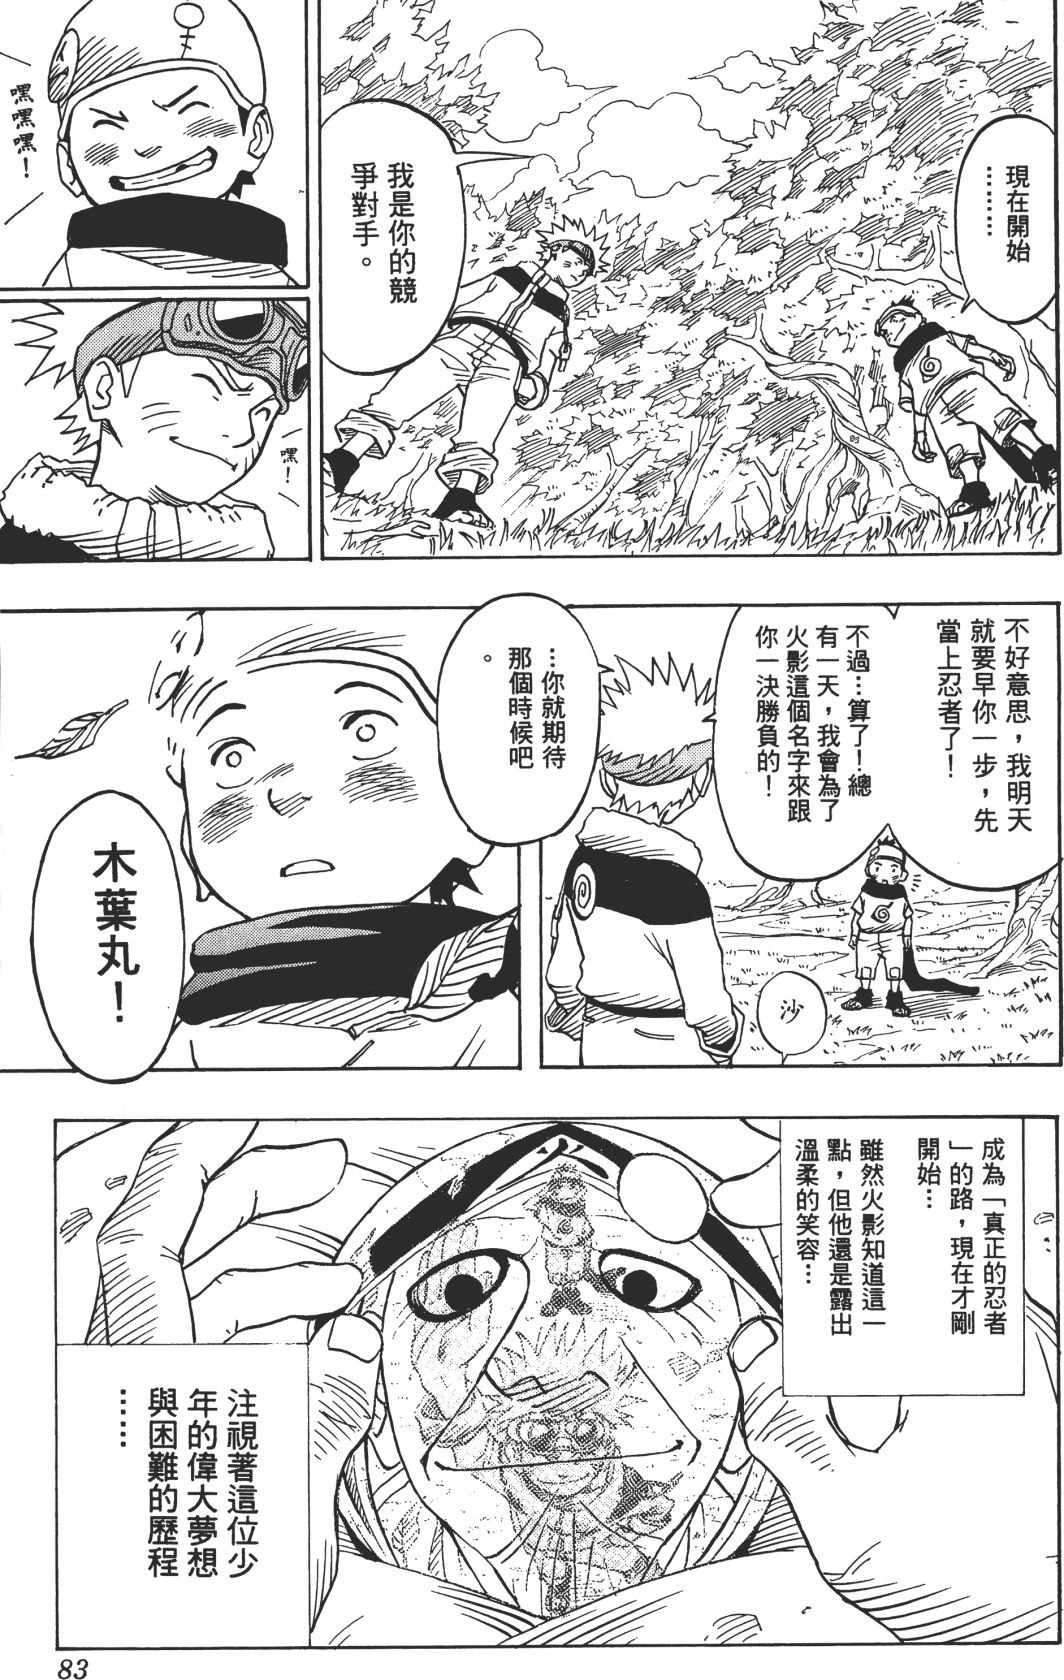 現在開始
………
我是你的競
爭對手。
嘿嘿嘿！
嘿！
不好意思，我明天
就要早你一步，先
當上忍者了！
不過…算了！總
有一天，我會為了
火影這個名字來跟
你一決勝負的！
沙
…你就期待
那個時候吧
。
木葉丸！
成為「真正的忍者
」的路，現在才剛
開始…
雖然火影知道這一
點，但他還是露出
溫柔的笑容…
火
注視著這位少
年的偉大夢想
與困難的歷程
……
83